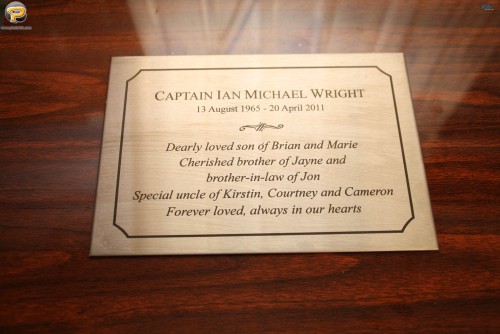 CAPTAIN IAN MICHAEL WRIGHT
13 August 1965 - 20 April 2011
Dearly loved son of Brian and Marie
Cherished brother of Jayne and
brother-in-law of Jon
Special uncle of Kirstin, Courtney and Cameron
Forever loved, always in our hearts